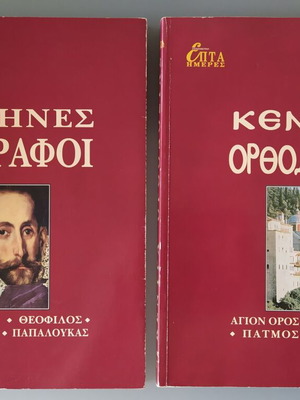 ΗΝΕΣ
ΡΑΦΟΙ
◆ ΘΕΟΦΙΛΟΣ ◆
◆ ΠΑΠΑΛΟΥΚΑΣ
ΕΠΤΑ
ΗΜΕΡΕΣ
ΚΕΝ
ΟΡΘΟΔ
ΑΓΙΟΝ ΟΡΟΣ
◆ ΠΑΤΜΟΣ